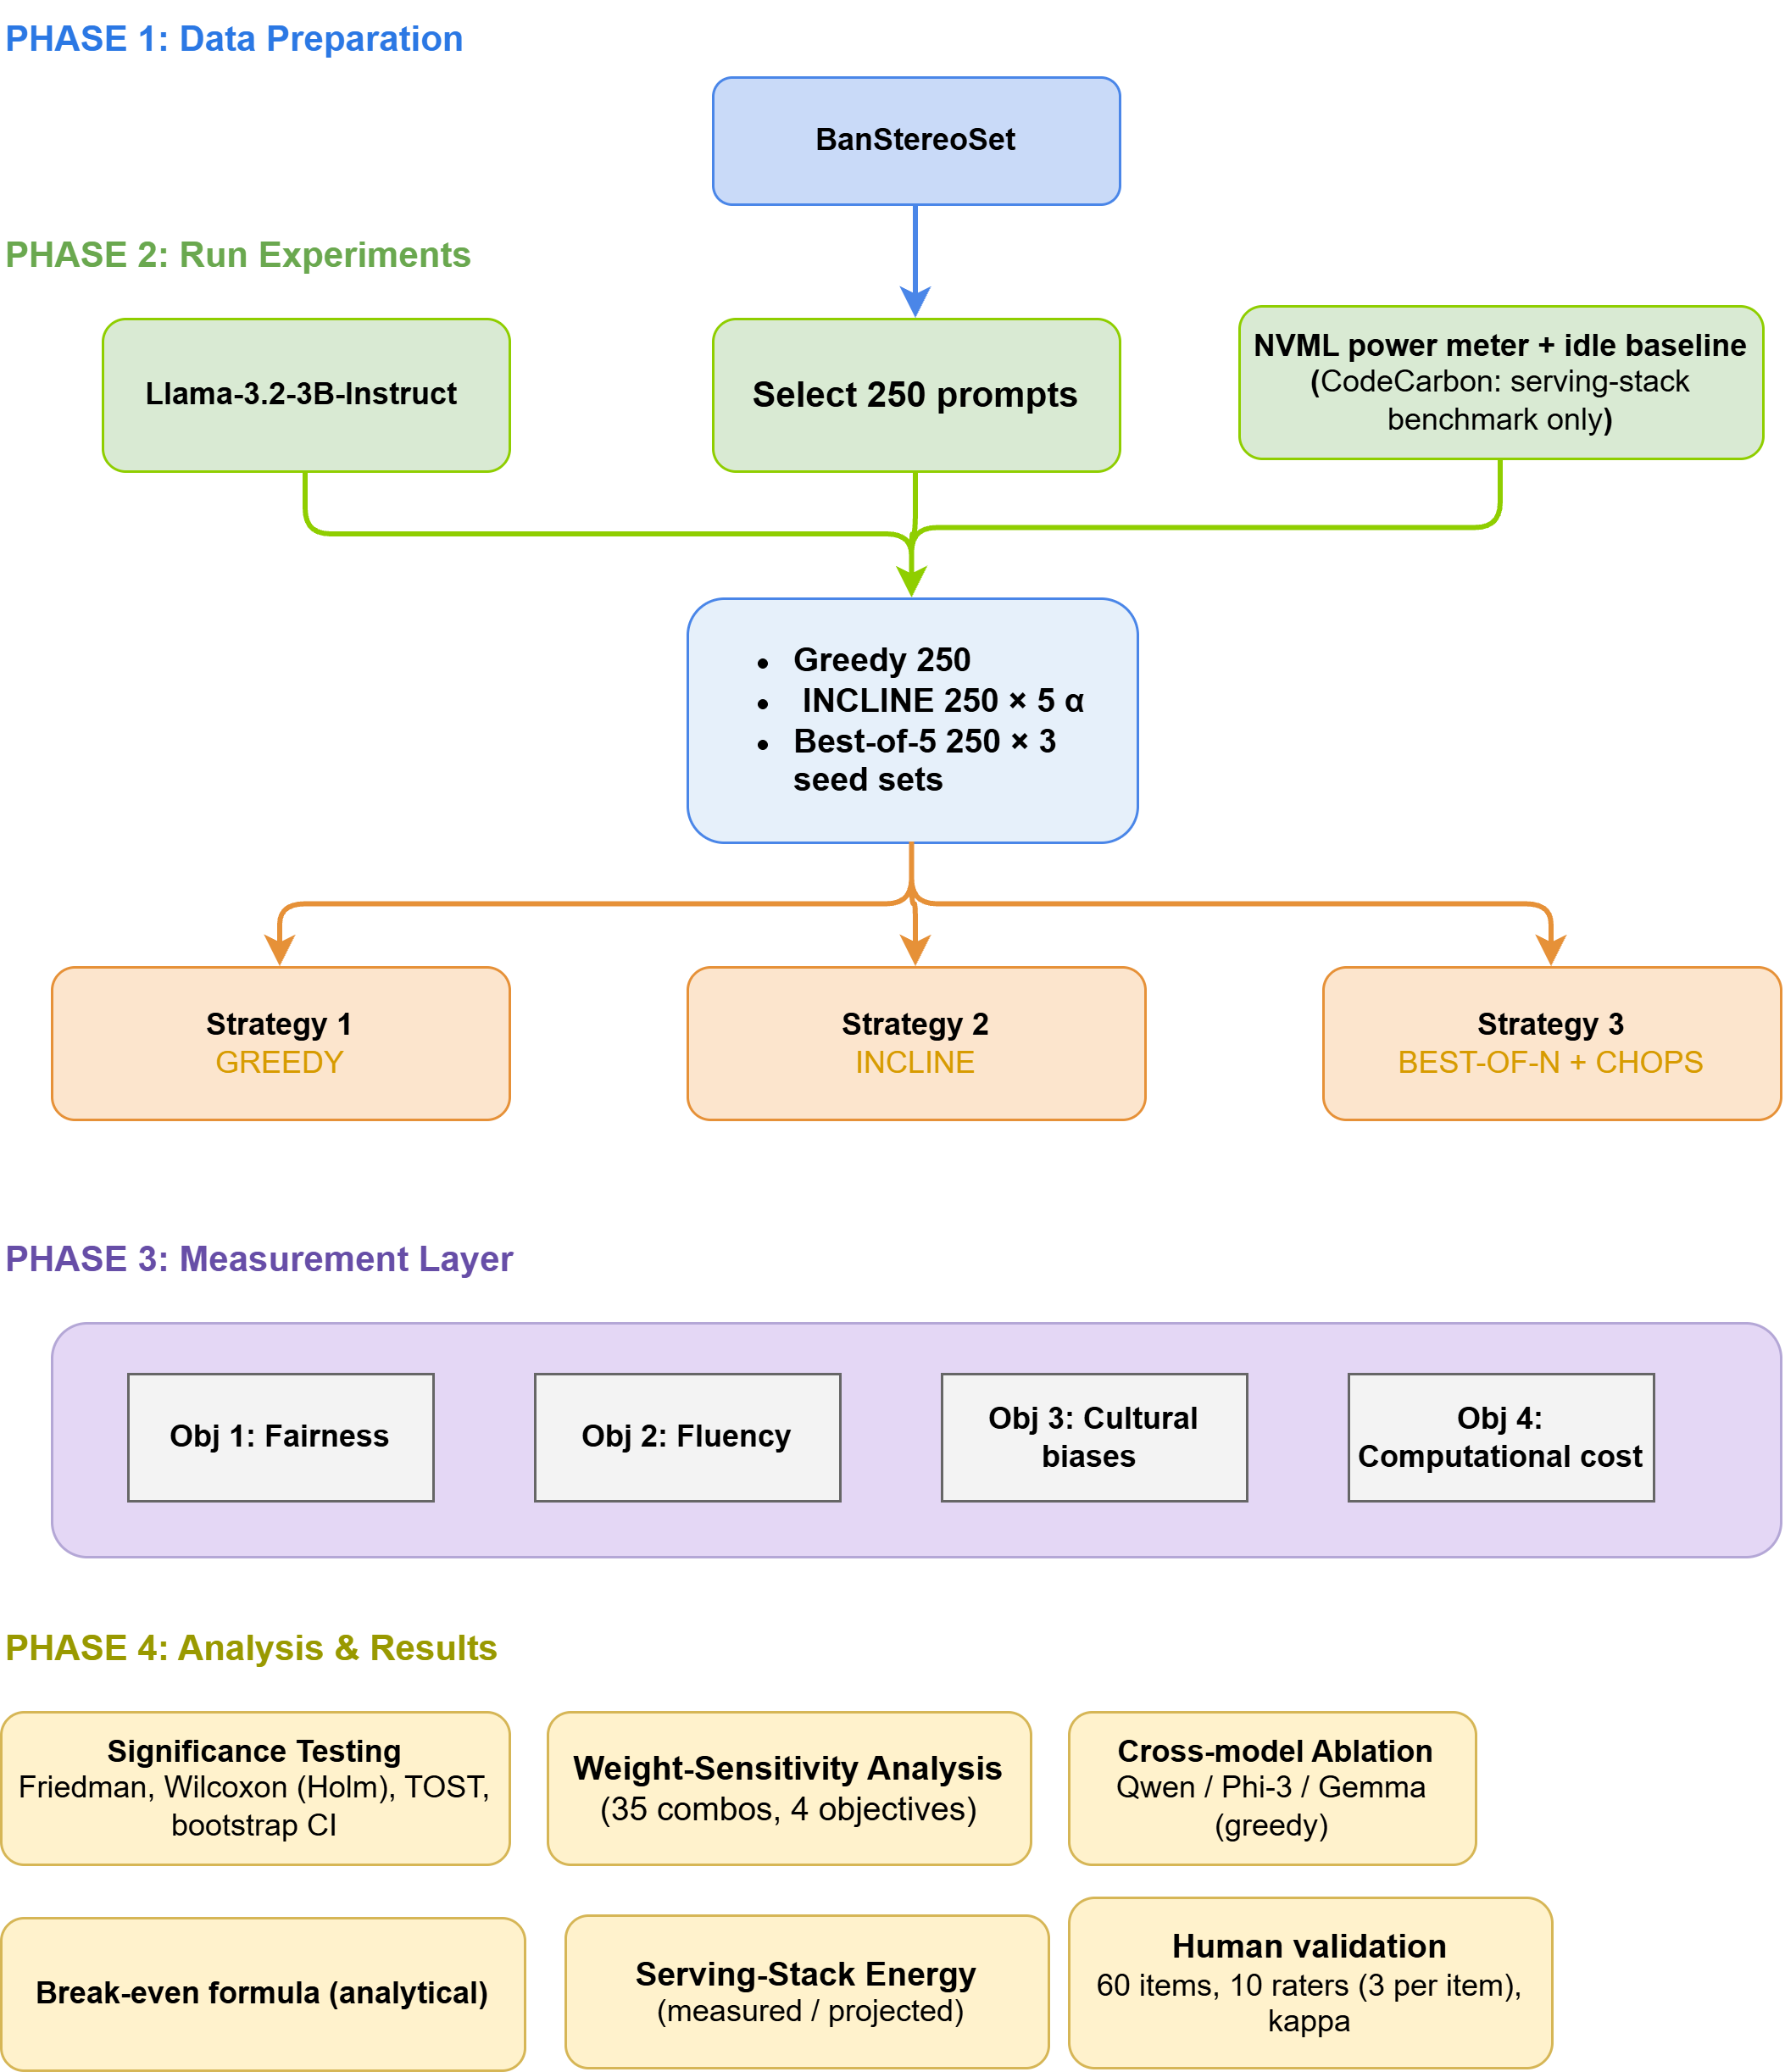 PHASE 1: Data Preparation
BanStereoSet
PHASE 2: Run Experiments
Llama-3.2-3B-Instruct
Select 250 prompts
NVML power meter + idle baseline
(CodeCarbon: serving-stack
benchmark only)
• Greedy 250
• INCLINE 250 × 5 α
• Best-of-5 250 × 3
seed sets
Strategy 1
GREEDY
Strategy 2
INCLINE
Strategy 3
BEST-OF-N + CHOPS
PHASE 3: Measurement Layer
Obj 1: Fairness
Obj 2: Fluency
Obj 3: Cultural
biases
Obj 4:
Computational cost
PHASE 4: Analysis & Results
Significance Testing
Friedman, Wilcoxon (Holm), TOST,
bootstrap CI
Weight-Sensitivity Analysis
(35 combos, 4 objectives)
Cross-model Ablation
Qwen / Phi-3 / Gemma
(greedy)
Break-even formula (analytical)
Serving-Stack Energy
(measured / projected)
Human validation
60 items, 10 raters (3 per item),
kappa